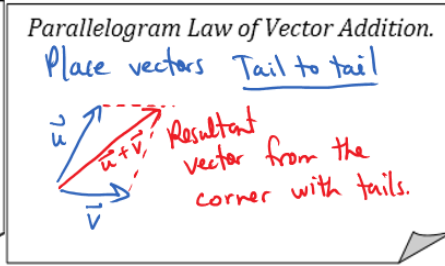 Parallelogram Law of Vector Addition.
Place vectors Tail to tail
u⃗
u⃗ + v⃗
v⃗
Resultant
vector from the
corner with tails.